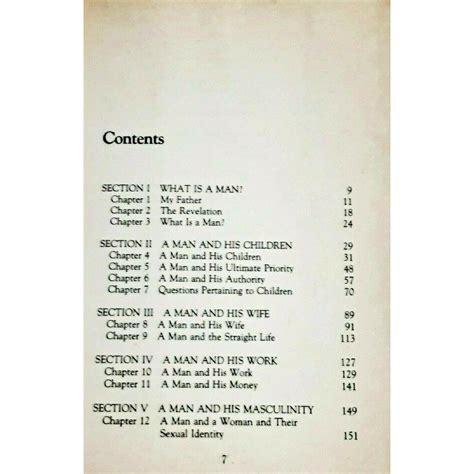 Contents
SECTION I WHAT IS A MAN? 9
Chapter 1 My Father 11
Chapter 2 The Revelation 18
Chapter 3 What Is a Man? 24
SECTION II A MAN AND HIS CHILDREN 29
Chapter 4 A Man and His Children 31
Chapter 5 A Man and His Ultimate Priority 48
Chapter 6 A Man and His Authority 57
Chapter 7 Questions Pertaining to Children 70
SECTION III A MAN AND HIS WIFE 89
Chapter 8 A Man and His Wife 91
Chapter 9 A Man and the Straight Life 113
SECTION IV A MAN AND HIS WORK 127
Chapter 10 A Man and His Work 129
Chapter 11 A Man and His Money 141
SECTION V A MAN AND HIS MASCULINITY 149
Chapter 12 A Man and a Woman and Their
Sexual Identity 151
7